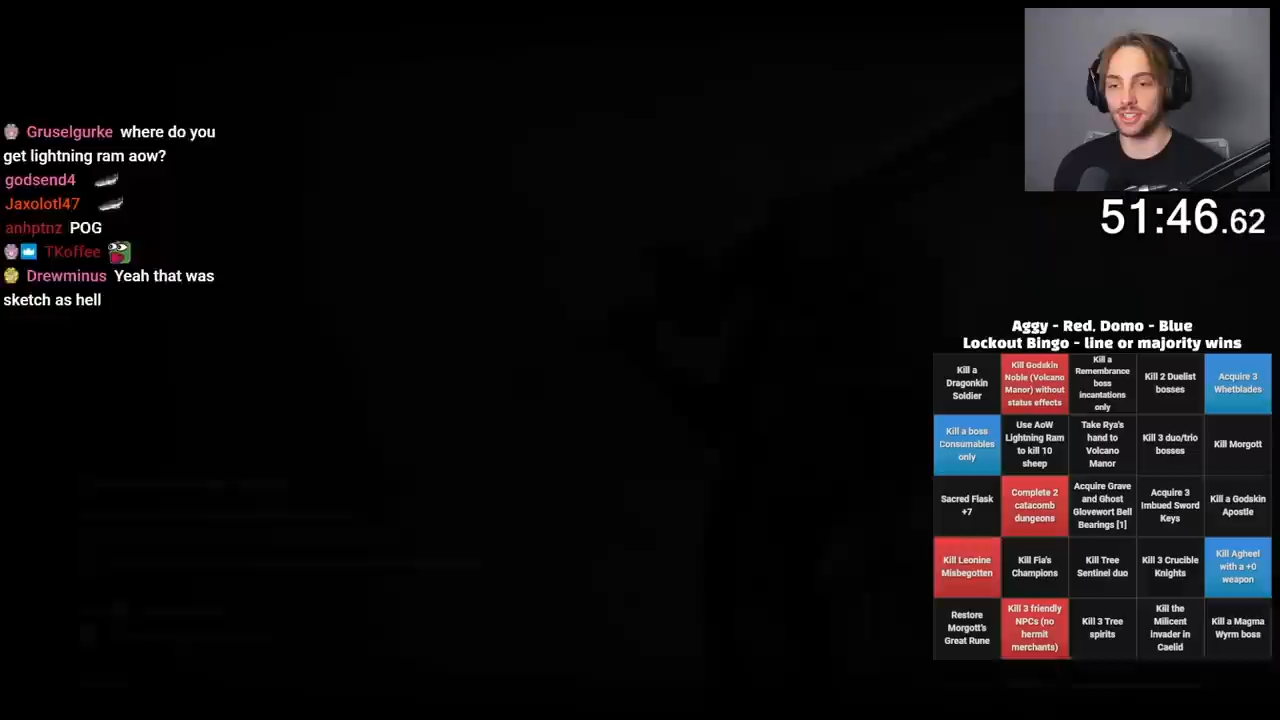 Gruselgurke where do you
get lightning ram aow?
godsend4
Jaxolotl47
anhptnz POG
TKoffee
Drewminus Yeah that was
sketch as hell
51:46.62
Aggy - Red, Domo - Blue
Lockout Bingo - line or majority wins
Kill a
Dragonkin
Soldier
Kill Godskin
Noble (Volcano
Manor) without
status effects
Kill a
Remembrance
boss
incantations
only
Kill 2 Duelist
bosses
Acquire 3
Whetblades
Kill a boss
Consumables
only
Use AoW
Lightning Ram
to kill 10
sheep
Take Rya's
hand to
Volcano
Manor
Kill 3 duo/trio
bosses
Kill Morgott
Sacred Flask
+7
Complete 2
catacomb
dungeons
Acquire Grave
and Ghost
Glovewort Bell
Bearings [1]
Acquire 3
Imbued Sword
Keys
Kill a Godskin
Apostle
Kill Leonine
Misbegotten
Kill Fia's
Champions
Kill Tree
Sentinel duo
Kill 3 Crucible
Knights
Kill Agheel
with a +0
weapon
Restore
Morgott's
Great Rune
Kill 3 friendly
NPCs (no
hermit
merchants)
Kill 3 Tree
spirits
Kill the
Milicent
invader in
Caelid
Kill a Magma
Wyrm boss